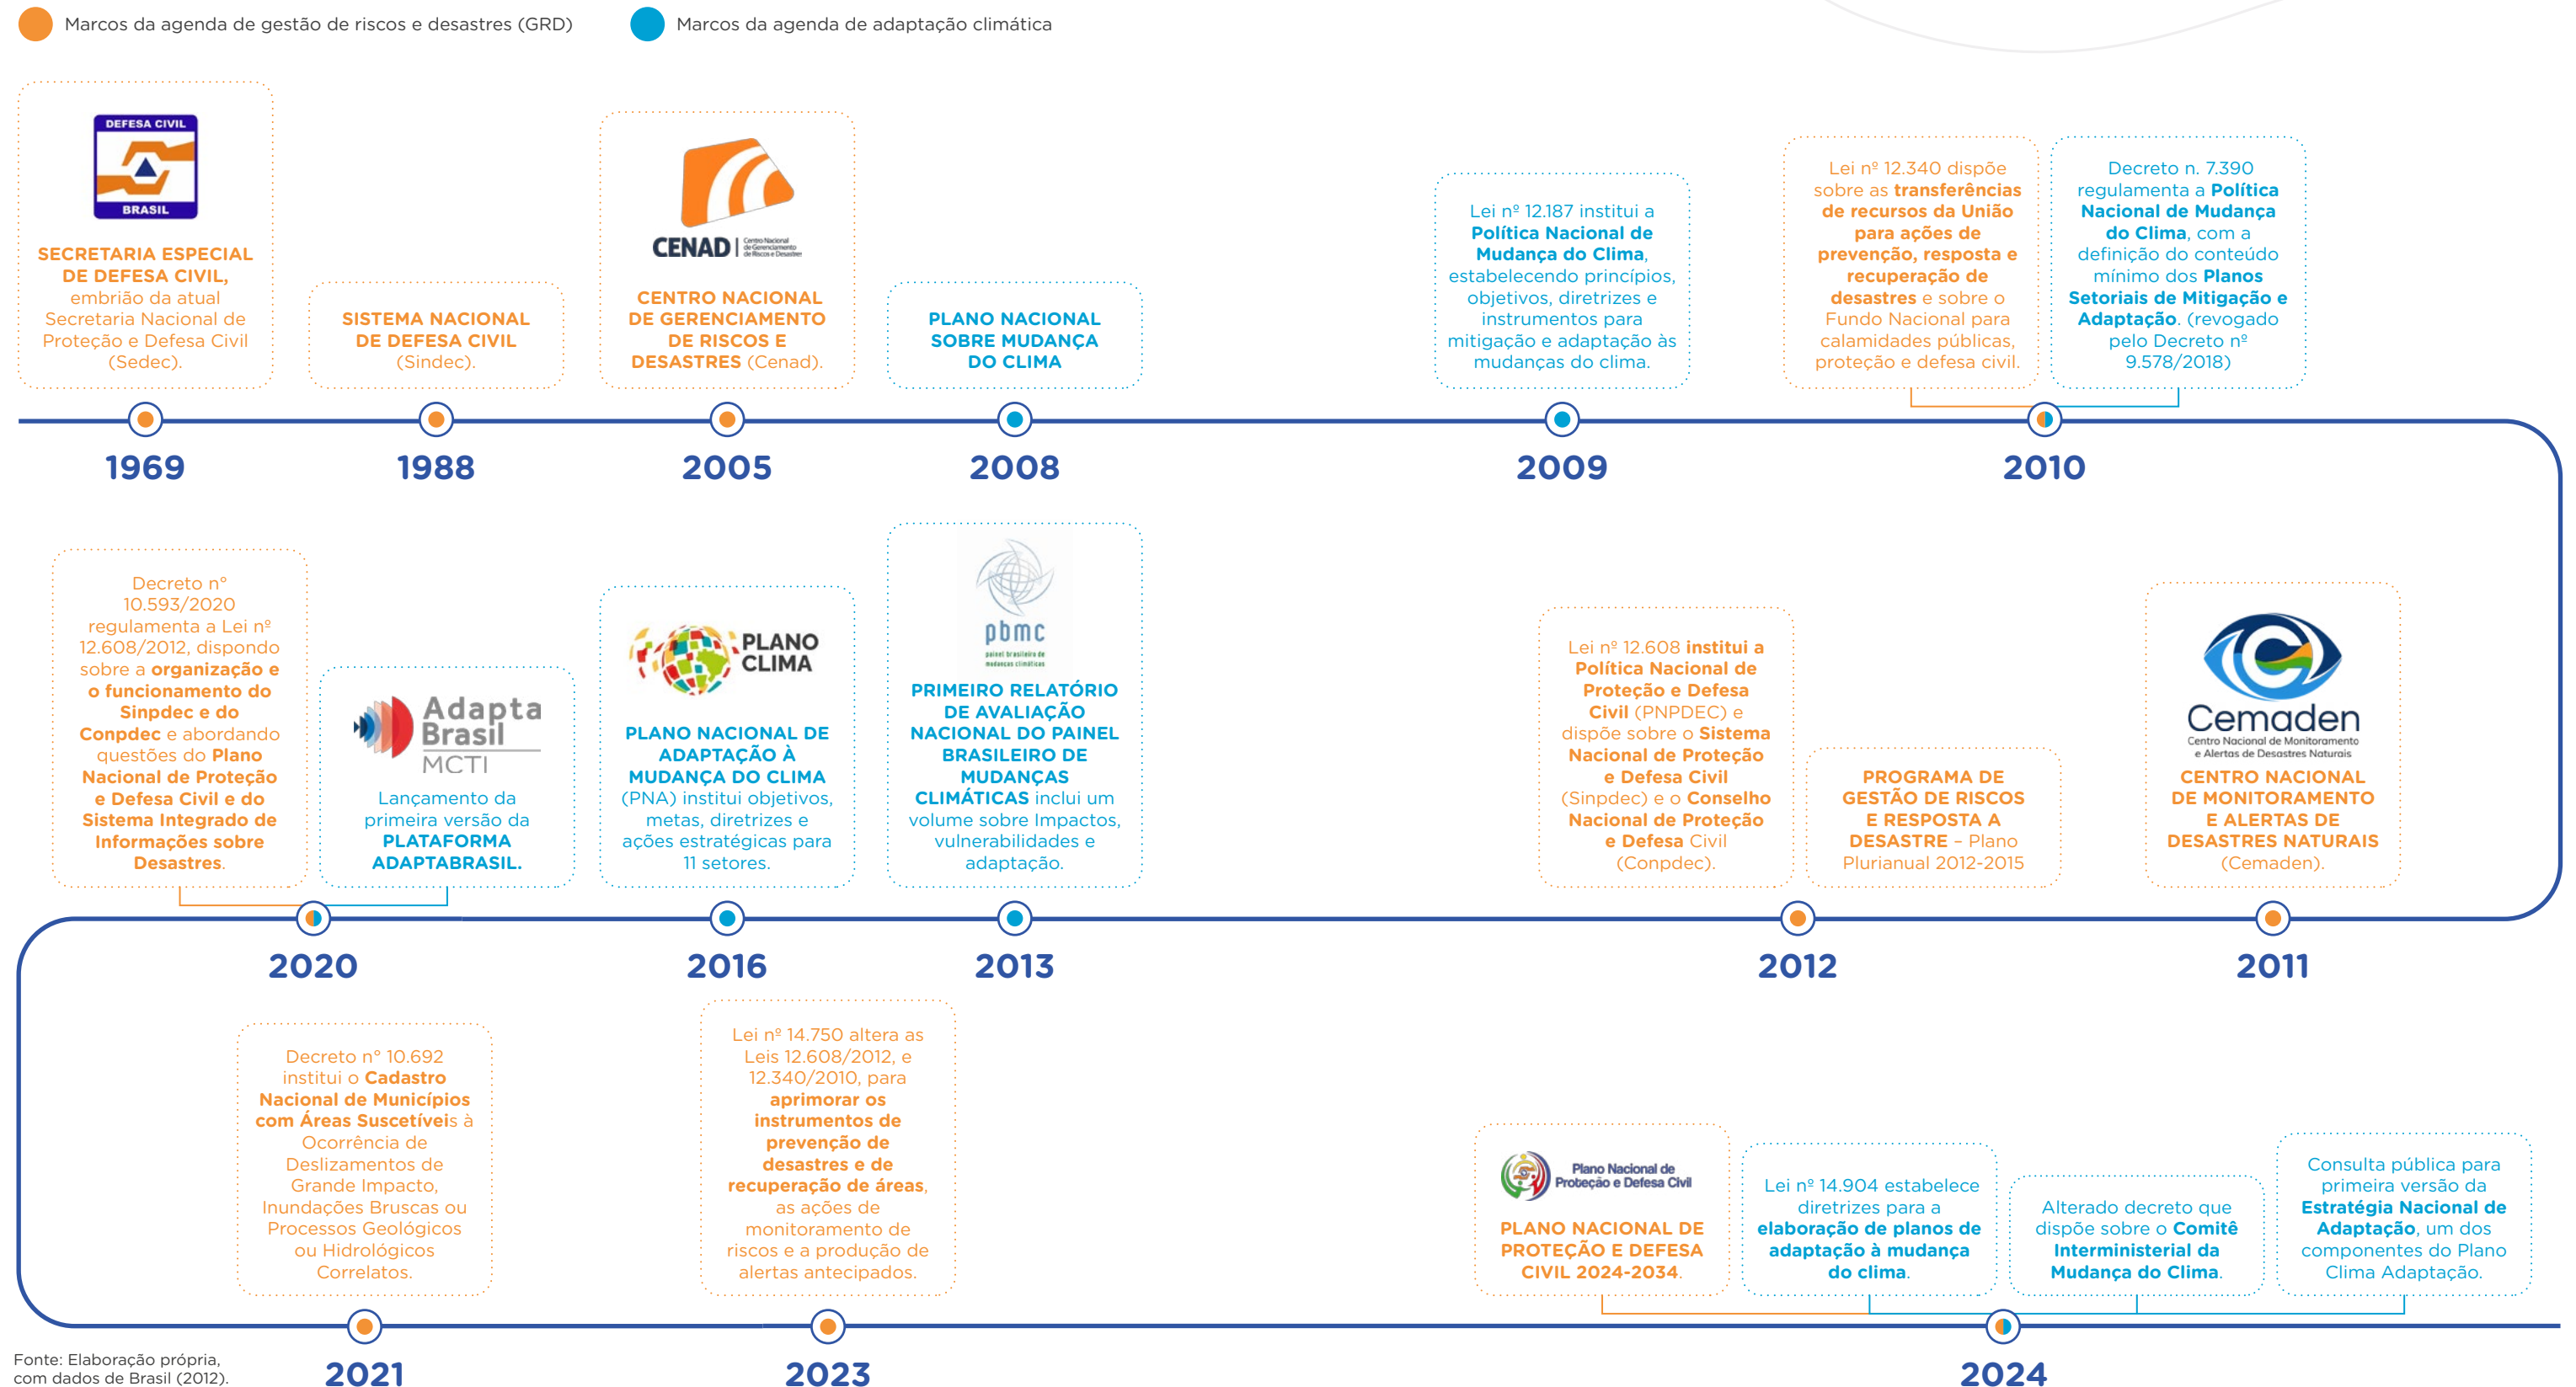 Marcos da agenda de gestão de riscos e desastres (GRD)
Marcos da agenda de adaptação climática
DEFESA CIVIL
BRASIL
SECRETARIA ESPECIAL
DE DEFESA CIVIL,
embrião da atual
Secretaria Nacional de
Proteção e Defesa Civil
(Sedec).
1969
SISTEMA NACIONAL
DE DEFESA CIVIL
(Sindec).
1988
CENAD
Centro Nacional
de Gerenciamento
de Riscos e Desastres
CENTRO NACIONAL
DE GERENCIAMENTO
DE RISCOS E
DESASTRES (Cenad).
2005
PLANO NACIONAL
SOBRE MUDANÇA
DO CLIMA
2008
Lei nº 12.187 institui a
Política Nacional de
Mudança do Clima,
estabelecendo princípios,
objetivos, diretrizes e
instrumentos para
mitigação e adaptação às
mudanças do clima.
2009
Lei nº 12.340 dispõe
sobre as transferências
de recursos da União
para ações de
prevenção, resposta e
recuperação de
desastres e sobre o
Fundo Nacional para
calamidades públicas,
proteção e defesa civil.
Decreto n. 7.390
regulamenta a Política
Nacional de Mudança
do Clima, com a
definição do conteúdo
mínimo dos Planos
Setoriais de Mitigação e
Adaptação. (revogado
pelo Decreto nº
9.578/2018)
2010
Cemaden
Centro Nacional de Monitoramento
e Alertas de Desastres Naturais
CENTRO NACIONAL
DE MONITORAMENTO
E ALERTAS DE
DESASTRES NATURAIS
(Cemaden).
2011
Lei nº 12.608 institui a
Política Nacional de
Proteção e Defesa
Civil (PNPDEC) e
dispõe sobre o Sistema
Nacional de Proteção
e Defesa Civil
(Sinpdec) e o Conselho
Nacional de Proteção
e Defesa Civil
(Conpdec).
PROGRAMA DE
GESTÃO DE RISCOS
E RESPOSTA A
DESASTRE – Plano
Plurianual 2012-2015
2012
pbmc
painel brasileiro de
mudanças climáticas
PRIMEIRO RELATÓRIO
DE AVALIAÇÃO
NACIONAL DO PAINEL
BRASILEIRO DE
MUDANÇAS
CLIMÁTICAS inclui um
volume sobre Impactos,
vulnerabilidades e
adaptação.
2013
PLANO
CLIMA
PLANO NACIONAL DE
ADAPTAÇÃO À
MUDANÇA DO CLIMA
(PNA) institui objetivos,
metas, diretrizes e
ações estratégicas para
11 setores.
2016
Decreto n°
10.593/2020
regulamenta a Lei nº
12.608/2012, dispondo
sobre a organização e
o funcionamento do
Sinpdec e do
Conpdec e abordando
questões do Plano
Nacional de Proteção
e Defesa Civil e do
Sistema Integrado de
Informações sobre
Desastres.
Adapta
Brasil
MCTI
Lançamento da
primeira versão da
PLATAFORMA
ADAPTABRASIL.
2020
Decreto n° 10.692
institui o Cadastro
Nacional de Municípios
com Áreas Suscetíveis à
Ocorrência de
Deslizamentos de
Grande Impacto,
Inundações Bruscas ou
Processos Geológicos
ou Hidrológicos
Correlatos.
2021
Lei nº 14.750 altera as
Leis 12.608/2012, e
12.340/2010, para
aprimorar os
instrumentos de
prevenção de
desastres e de
recuperação de áreas,
as ações de
monitoramento de
riscos e a produção de
alertas antecipados.
2023
Plano Nacional de
Proteção e Defesa Civil
PLANO NACIONAL DE
PROTEÇÃO E DEFESA
CIVIL 2024-2034.
Lei nº 14.904 estabelece
diretrizes para a
elaboração de planos de
adaptação à mudança
do clima.
Alterado decreto que
dispõe sobre o Comitê
Interministerial da
Mudança do Clima.
Consulta pública para
primeira versão da
Estratégia Nacional de
Adaptação, um dos
componentes do Plano
Clima Adaptação.
2024
Fonte: Elaboração própria,
com dados de Brasil (2012).